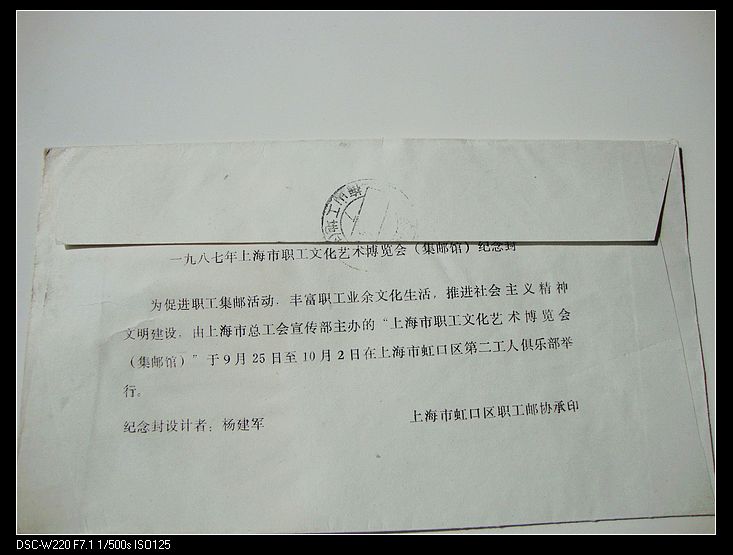 一九八七年上海市职工文化艺术博览会（集邮馆）纪念封
为促进职工集邮活动，丰富职工业余文化生活，推进社会主义精神
文明建设，由上海市总工会宣传部主办的“上海市职工文化艺术博览会
（集邮馆）”于9月25日至10月2日在上海市虹口区第二工人俱乐部举
行。
纪念封设计者：杨建军
上海市虹口区职工邮协承印
DSC-W220 F7.1 1/500s ISO125